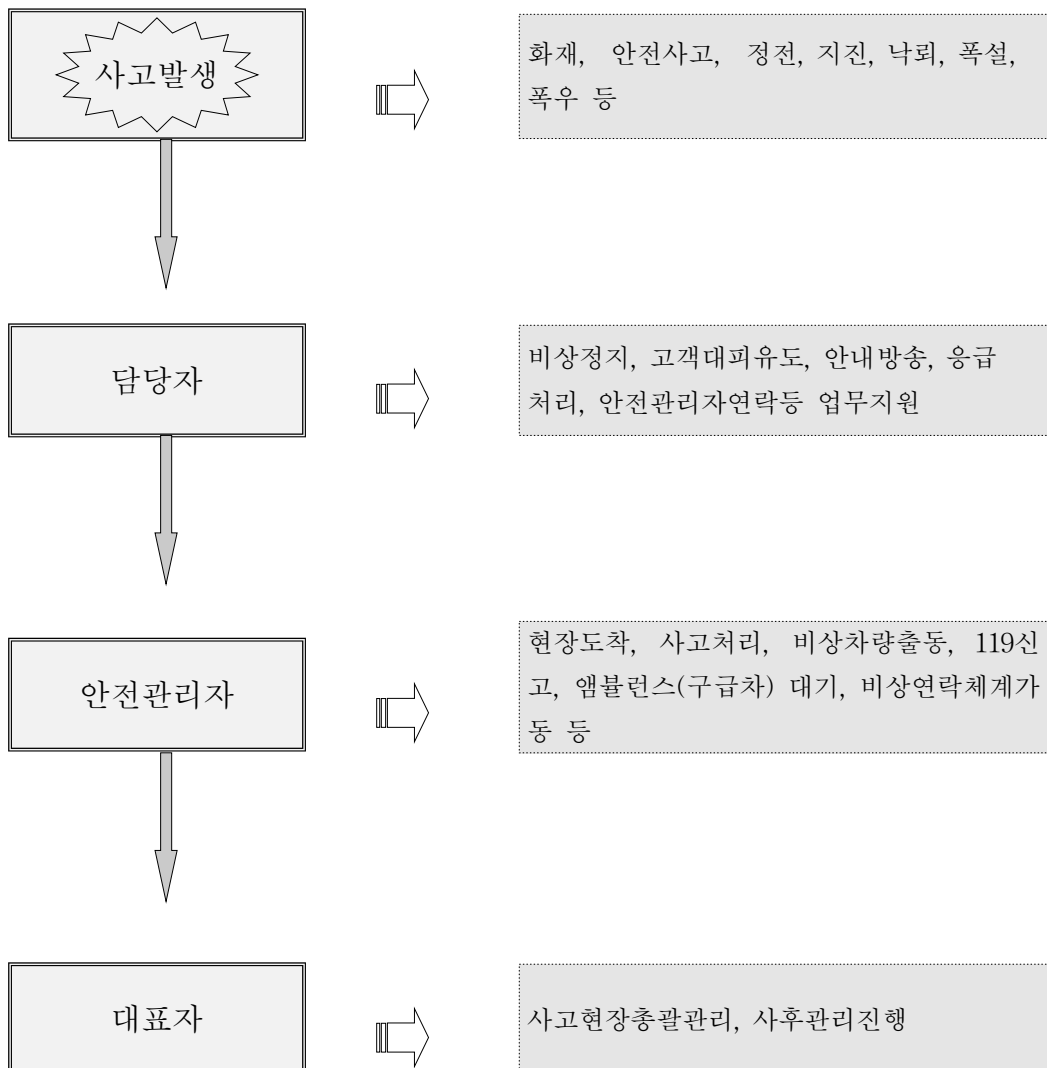 사고발생
화재, 안전사고, 정전, 지진, 낙뢰, 폭설,
폭우 등
담당자
비상정지, 고객대피유도, 안내방송, 응급
처리, 안전관리자연락등 업무지원
안전관리자
현장도착, 사고처리, 비상차량출동, 119신
고, 앰뷸런스(구급차) 대기, 비상연락체계가
동 등
대표자
사고현장총괄관리, 사후관리진행